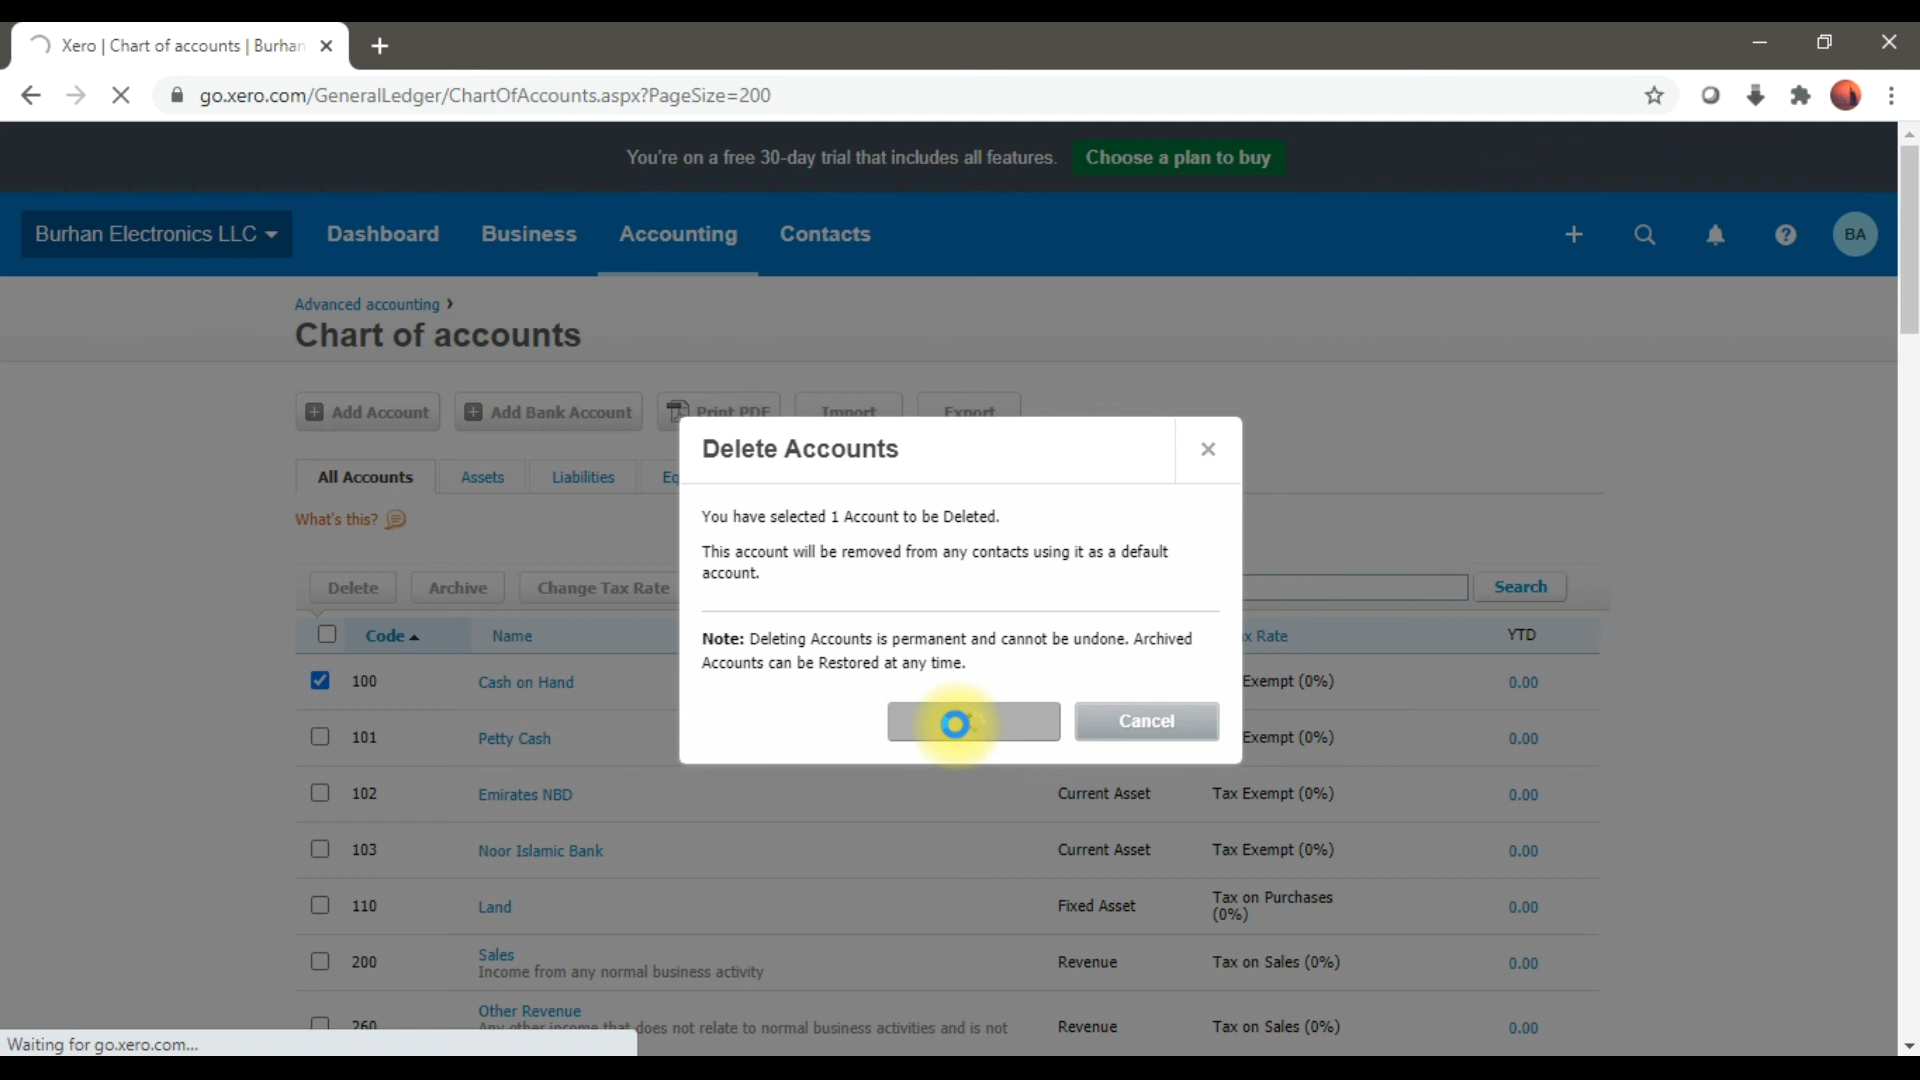 Xero | Chart of accounts | Burhan
go.xero.com/GeneralLedger/ChartOfAccounts.aspx?PageSize=200
You're on a free 30-day trial that includes all features. Choose a plan to buy
Burhan Electronics LLC Dashboard Business Accounting Contacts BA
Advanced accounting ›
Chart of accounts
Add Account Add Bank Account Print PDF Import Export
All Accounts Assets Liabilities Eq
What's this?
Delete Archive Change Tax Rate Search
Code Name x Rate YTD
100 Cash on Hand Exempt (0%) 0.00
101 Petty Cash Exempt (0%) 0.00
102 Emirates NBD Current Asset Tax Exempt (0%) 0.00
103 Noor Islamic Bank Current Asset Tax Exempt (0%) 0.00
110 Land Fixed Asset Tax on Purchases
(0%) 0.00
200 Sales Revenue Tax on Sales (0%) 0.00
Income from any normal business activity
Other Revenue
260 Any other income that does not relate to normal business activities and is not Revenue Tax on Sales (0%) 0.00
Delete Accounts
You have selected 1 Account to be Deleted.
This account will be removed from any contacts using it as a default
account.
Note: Deleting Accounts is permanent and cannot be undone. Archived
Accounts can be Restored at any time.
Cancel
Waiting for go.xero.com...